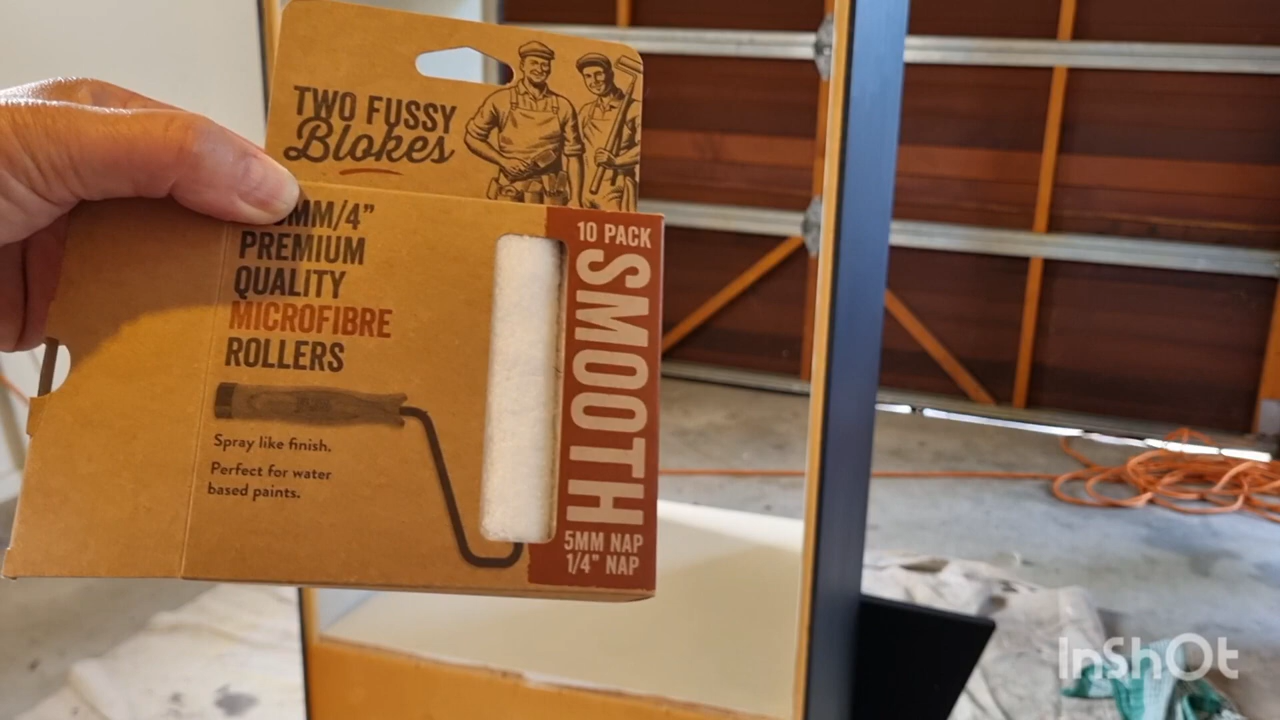 TWO FUSSY
Blokes
MM/4"
PREMIUM
QUALITY
MICROFIBRE
ROLLERS
Spray like finish.
Perfect for water
based paints.
10 PACK
SMOOTH
5MM NAP
1/4" NAP
InShOt